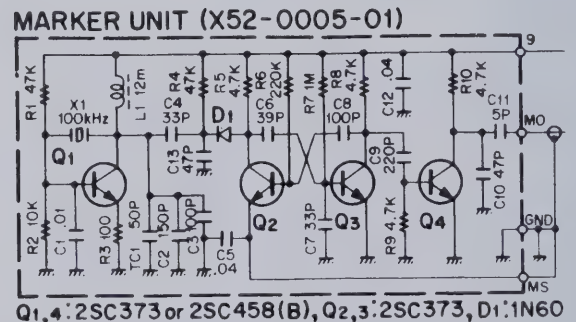 MARKER UNIT (X52-0005-01)
9
R1 47K
L1 12m
R4 47K
R5 4.7K
R6 220K
R7 1M
R8 4.7K
C12 .04
R10 4.7K
X1
100kHz
C4
33P
D1
C6
39P
C8
100P
C11
5P
MO
Q1
C13
47P
C9
220P
C10 47P
R2 10K
C1 .01
R3 100
TC1 50P
C2 150P
C3 100P
C5
.04
Q2
C7 33P
Q3
R9 4.7K
Q4
GND
MS
Q1,4:2SC373 or 2SC458(B), Q2,3:2SC373, D1:1N60